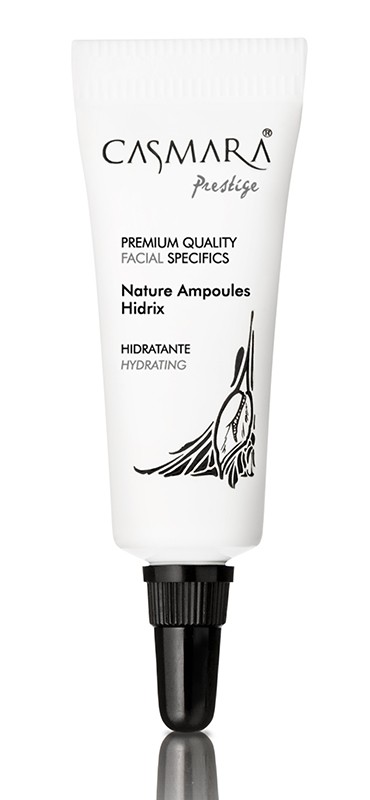 CASMARA®
Prestige
PREMIUM QUALITY
FACIAL SPECIFICS
Nature Ampoules
Hidrix
HIDRATANTE
HYDRATING